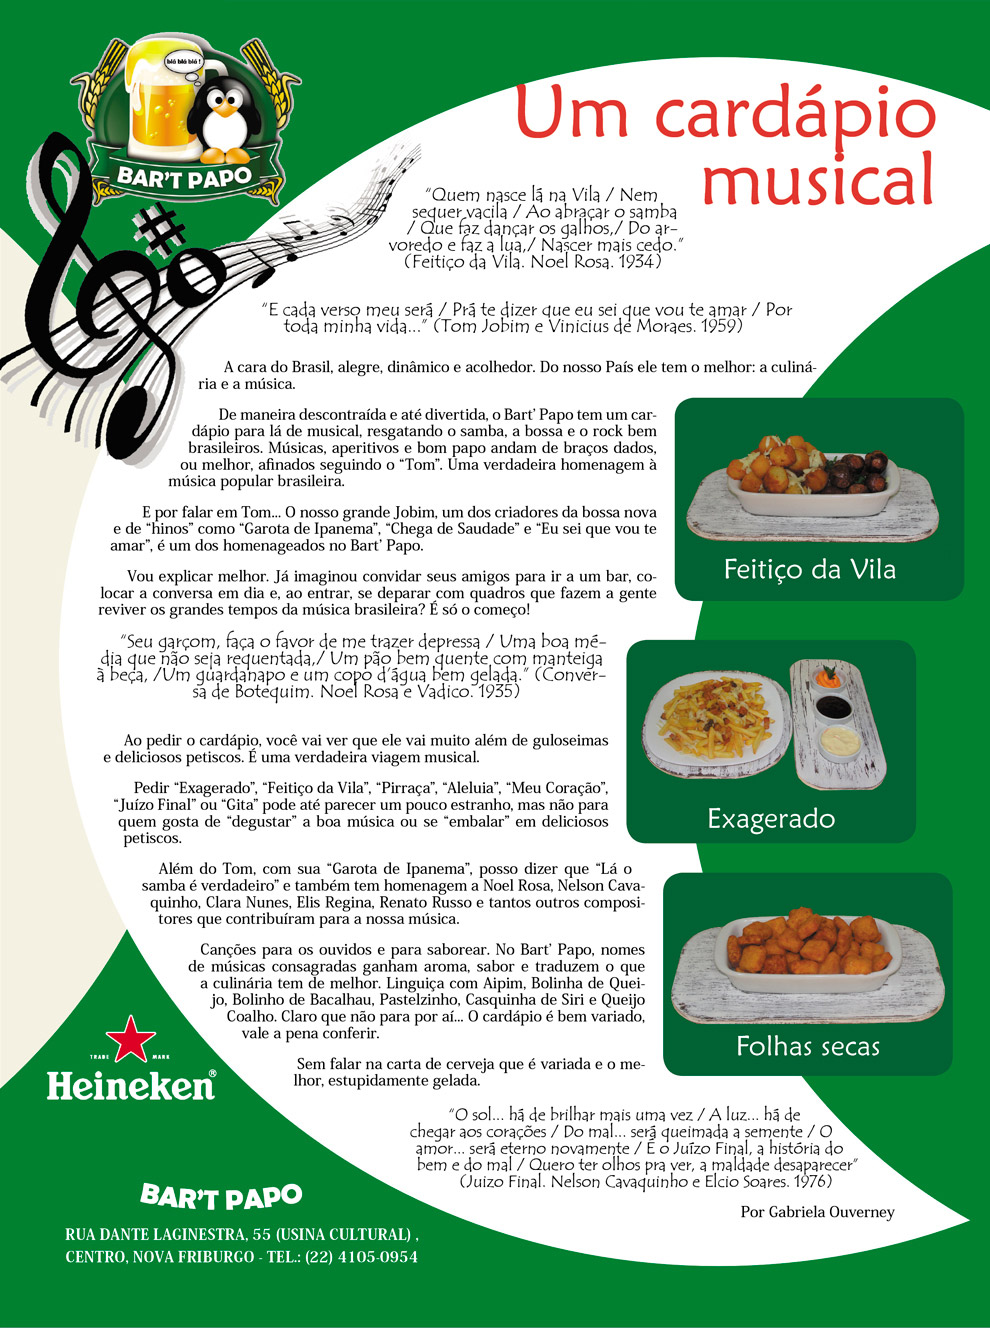 blá blá blá !
BAR'T PAPO
Um cardápio
musical
“Quem nasce lá na Vila / Nem
sequer vacila / Ao abraçar o samba
/ Que faz dançar os galhos,/ Do ar-
voredo e faz a lua,/ Nascer mais cedo.”
(Feitiço da Vila. Noel Rosa. 1934)
“E cada verso meu será / Prá te dizer que eu sei que vou te amar / Por
toda minha vida...” (Tom Jobim e Vinicius de Moraes. 1959)
A cara do Brasil, alegre, dinâmico e acolhedor. Do nosso País ele tem o melhor: a culiná-
ria e a música.
De maneira descontraída e até divertida, o Bart’ Papo tem um car-
dápio para lá de musical, resgatando o samba, a bossa e o rock bem
brasileiros. Músicas, aperitivos e bom papo andam de braços dados,
ou melhor, afinados seguindo o “Tom”. Uma verdadeira homenagem à
música popular brasileira.
E por falar em Tom... O nosso grande Jobim, um dos criadores da bossa nova
e de “hinos” como “Garota de Ipanema”, “Chega de Saudade” e “Eu sei que vou te
amar”, é um dos homenageados no Bart’ Papo.
Vou explicar melhor. Já imaginou convidar seus amigos para ir a um bar, co-
locar a conversa em dia e, ao entrar, se deparar com quadros que fazem a gente
reviver os grandes tempos da música brasileira? É só o começo!
“Seu garçom, faça o favor de me trazer depressa / Uma boa mé-
dia que não seja requentada,/ Um pão bem quente com manteiga
à beça, /Um guardanapo e um copo d’água bem gelada.” (Conver-
sa de Botequim. Noel Rosa e Vadico. 1935)
Ao pedir o cardápio, você vai ver que ele vai muito além de guloseimas
e deliciosos petiscos. É uma verdadeira viagem musical.
Pedir “Exagerado”, “Feitiço da Vila”, “Pirraça”, “Aleluia”, “Meu Coração”,
“Juízo Final” ou “Gita” pode até parecer um pouco estranho, mas não para
quem gosta de “degustar” a boa música ou se “embalar” em deliciosos
petiscos.
Além do Tom, com sua “Garota de Ipanema”, posso dizer que “Lá o
samba é verdadeiro” e também tem homenagem a Noel Rosa, Nelson Cava-
quinho, Clara Nunes, Elis Regina, Renato Russo e tantos outros composi-
tores que contribuíram para a nossa música.
Canções para os ouvidos e para saborear. No Bart’ Papo, nomes
de músicas consagradas ganham aroma, sabor e traduzem o que
a culinária tem de melhor. Linguiça com Aipim, Bolinha de Quei-
jo, Bolinho de Bacalhau, Pastelzinho, Casquinha de Siri e Queijo
Coalho. Claro que não para por aí... O cardápio é bem variado,
vale a pena conferir.
Sem falar na carta de cerveja que é variada e o me-
lhor, estupidamente gelada.
“O sol... há de brilhar mais uma vez / A luz... há de
chegar aos corações / Do mal... será queimada a semente / O
amor... será eterno novamente / É o Juízo Final, a história do
bem e do mal / Quero ter olhos pra ver, a maldade desaparecer”
(Juizo Final. Nelson Cavaquinho e Elcio Soares. 1976)
Por Gabriela Ouverney
Feitiço da Vila
Exagerado
Folhas secas
TRADE MARK
Heineken®
BAR'T PAPO
RUA DANTE LAGINESTRA, 55 (USINA CULTURAL) ,
CENTRO, NOVA FRIBURGO - TEL.: (22) 4105-0954